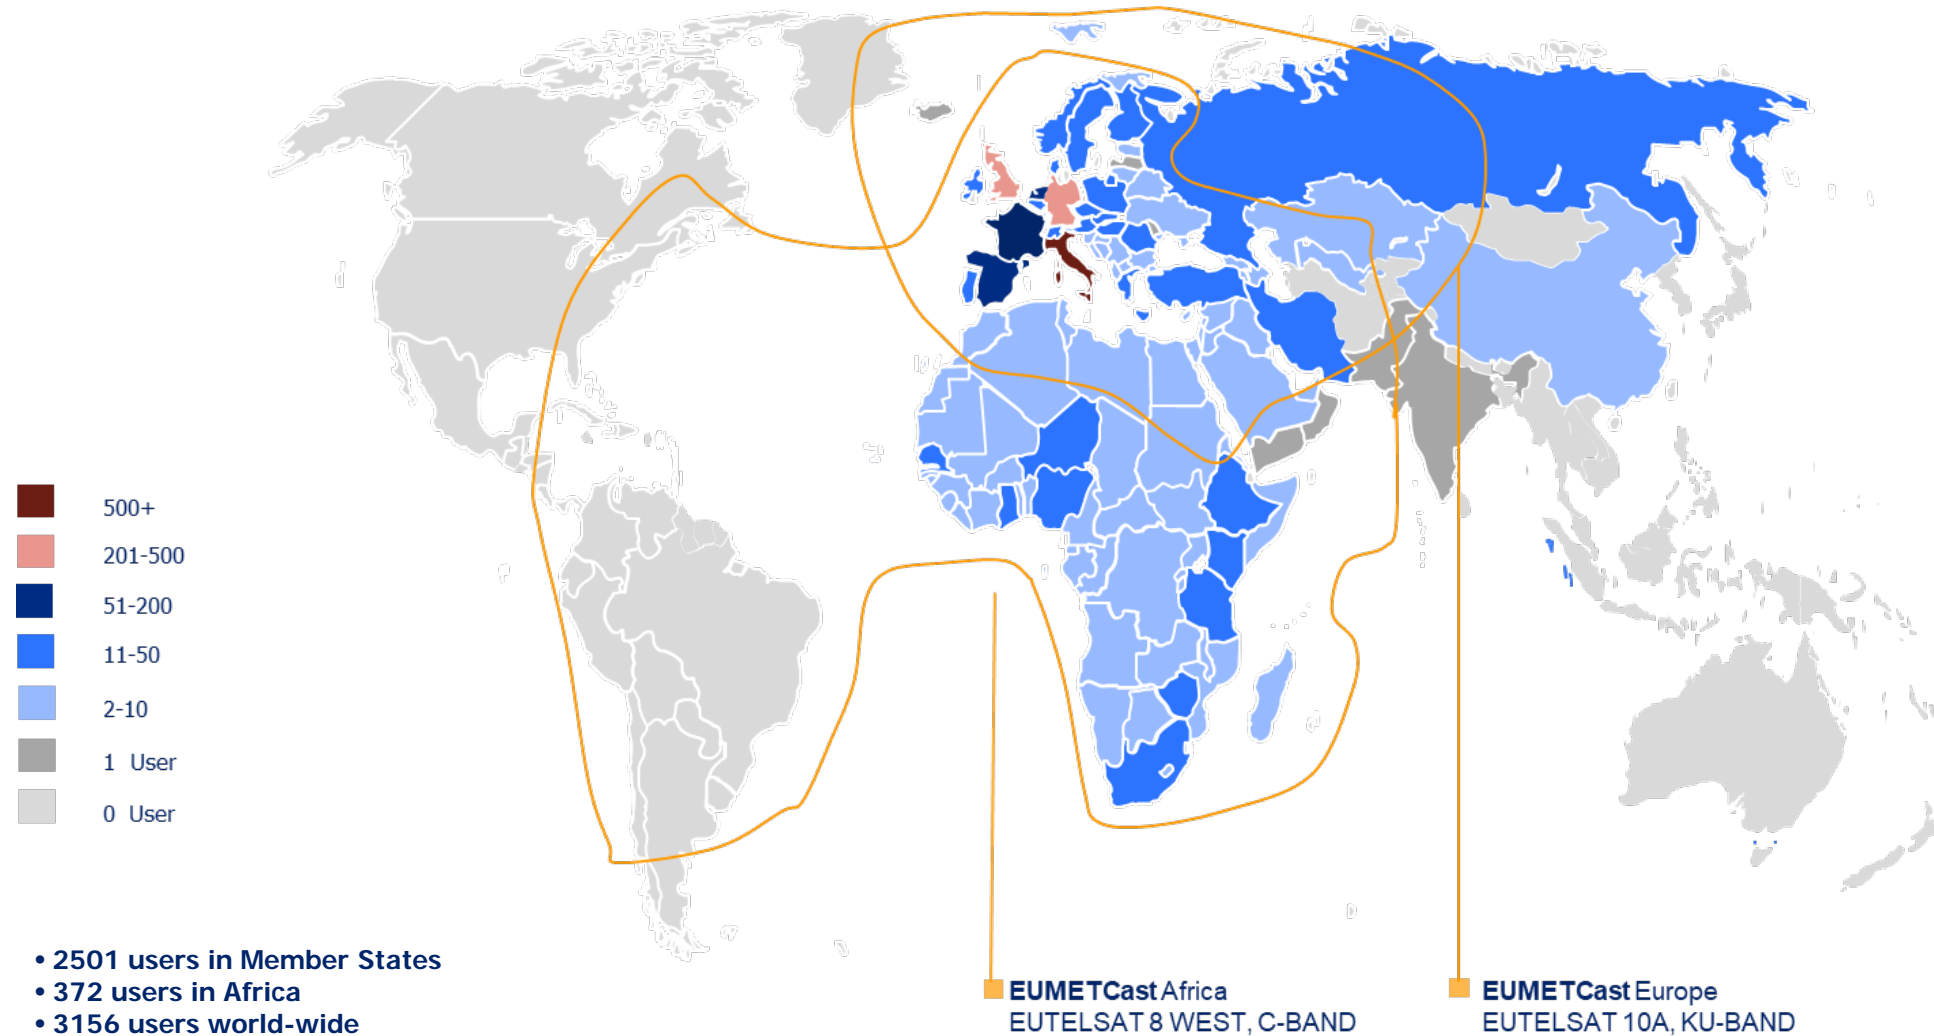 500+
201-500
51-200
11-50
2-10
1 User
0 User
• 2501 users in Member States
• 372 users in Africa
• 3156 users world-wide
EUMETCast Africa
EUTELSAT 8 WEST, C-BAND
EUMETCast Europe
EUTELSAT 10A, KU-BAND